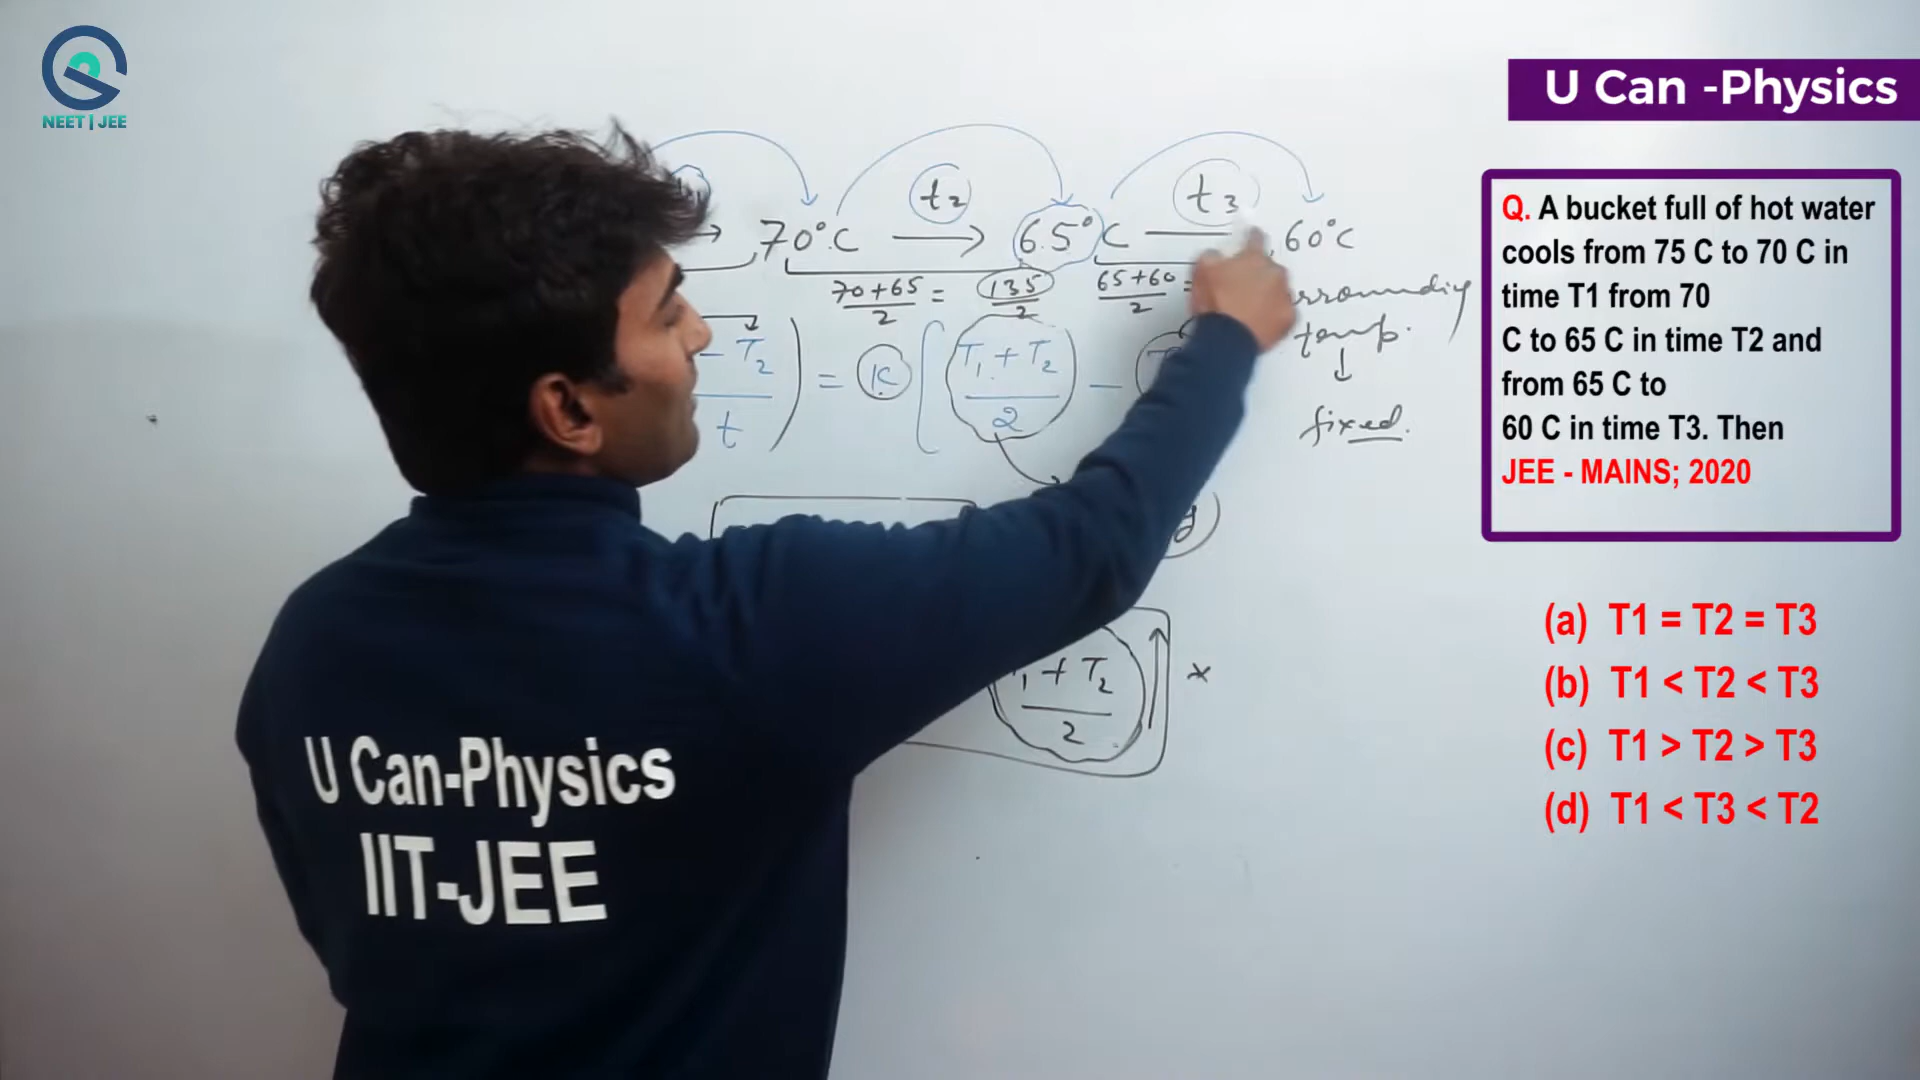 NEET | JEE
U Can -Physics
Q. A bucket full of hot water
cools from 75 C to 70 C in
time T1 from 70
C to 65 C in time T2 and
from 65 C to
60 C in time T3. Then
JEE - MAINS; 2020
(a) T1 = T2 = T3
(b) T1 < T2 < T3
(c) T1 > T2 > T3
(d) T1 < T3 < T2
t2 t3
70°C → 65°C 60°C
70+65/2 = 135/2 65+60/2 =
temp.
↓
fixed.
- T2/t ) = K ( T1 + T2/2 -
+ T2/2 *
U Can-Physics
IIT-JEE